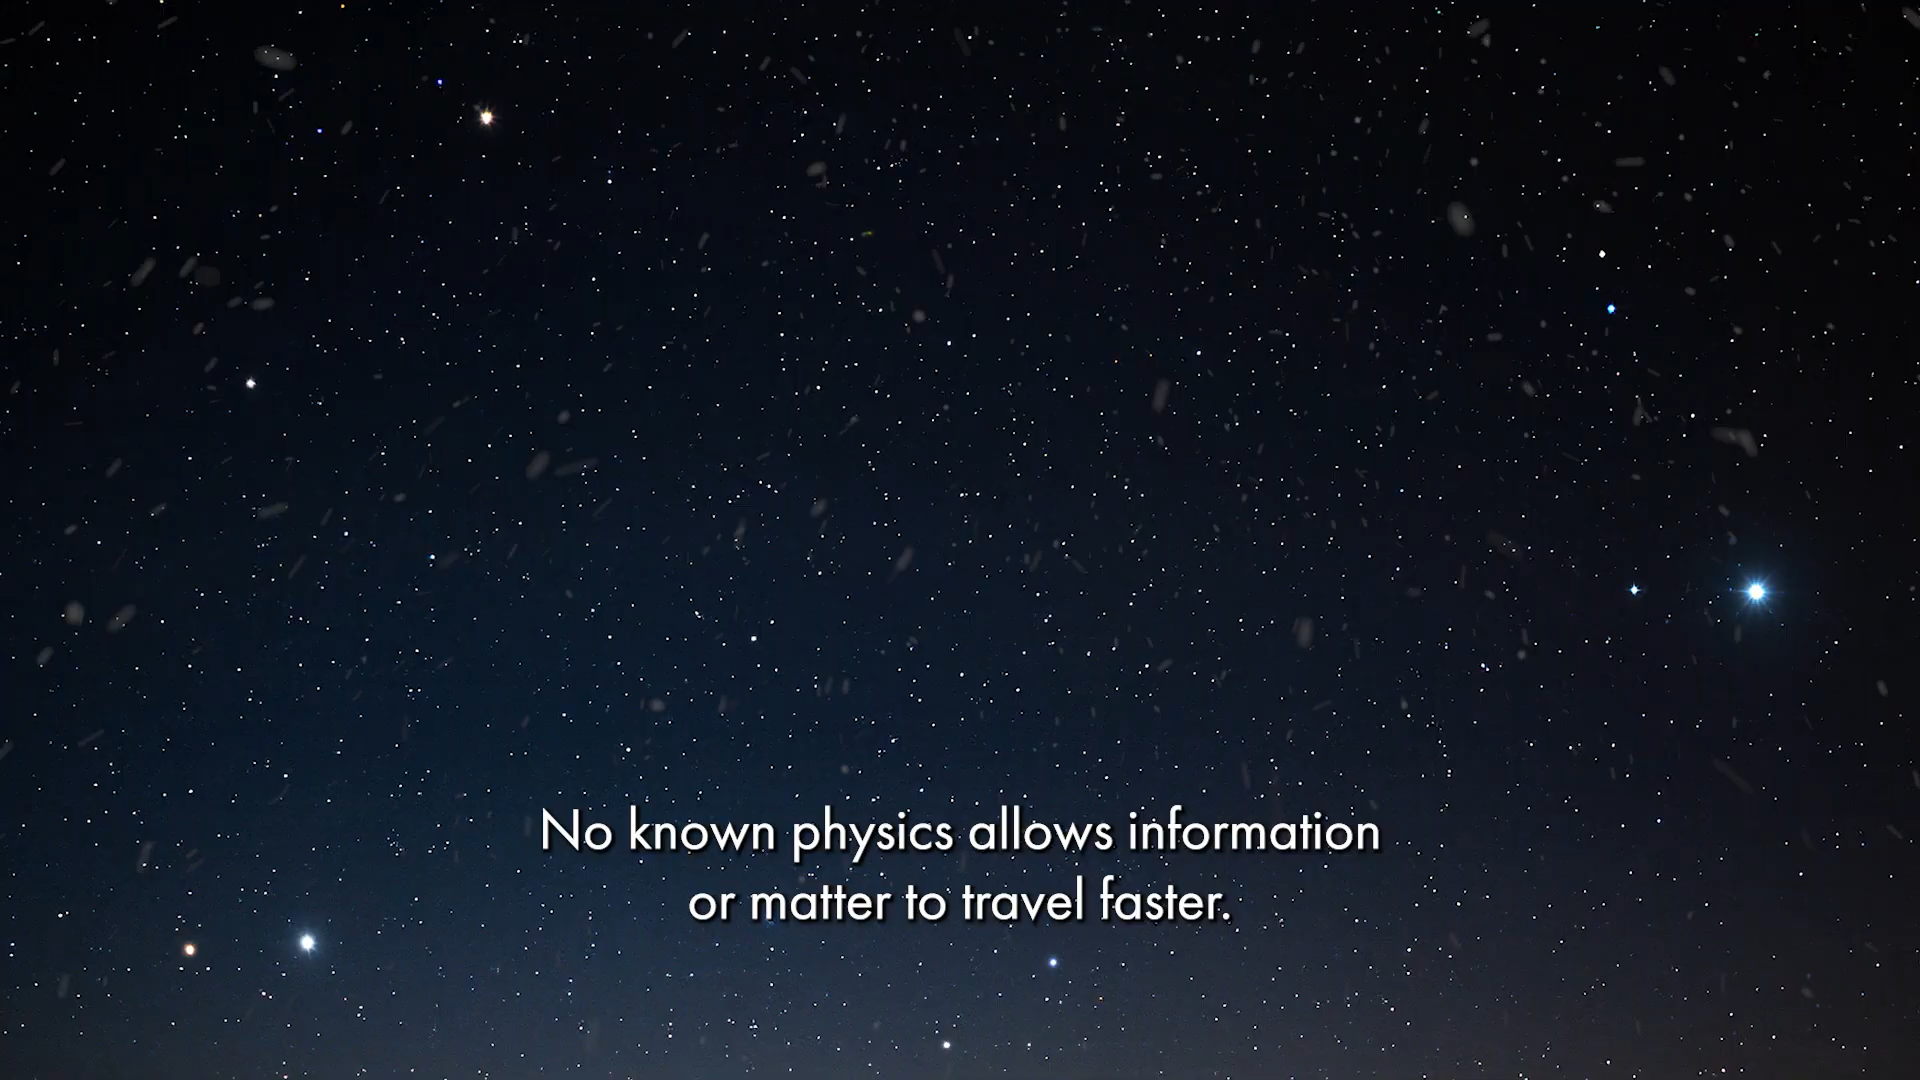 No known physics allows information
or matter to travel faster.